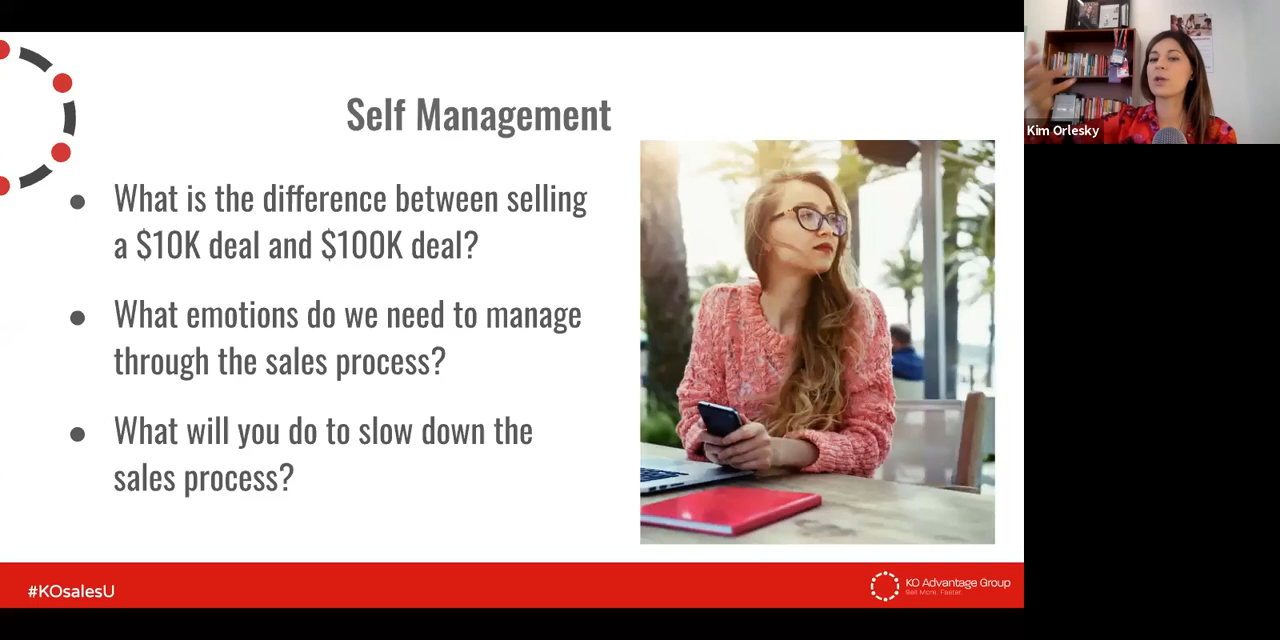 Self Management
What is the difference between selling
a $10K deal and $100K deal?
What emotions do we need to manage
through the sales process?
What will you do to slow down the
sales process?
#KOsalesU
KO Advantage Group
Sell More. Faster.
Kim Orlesky